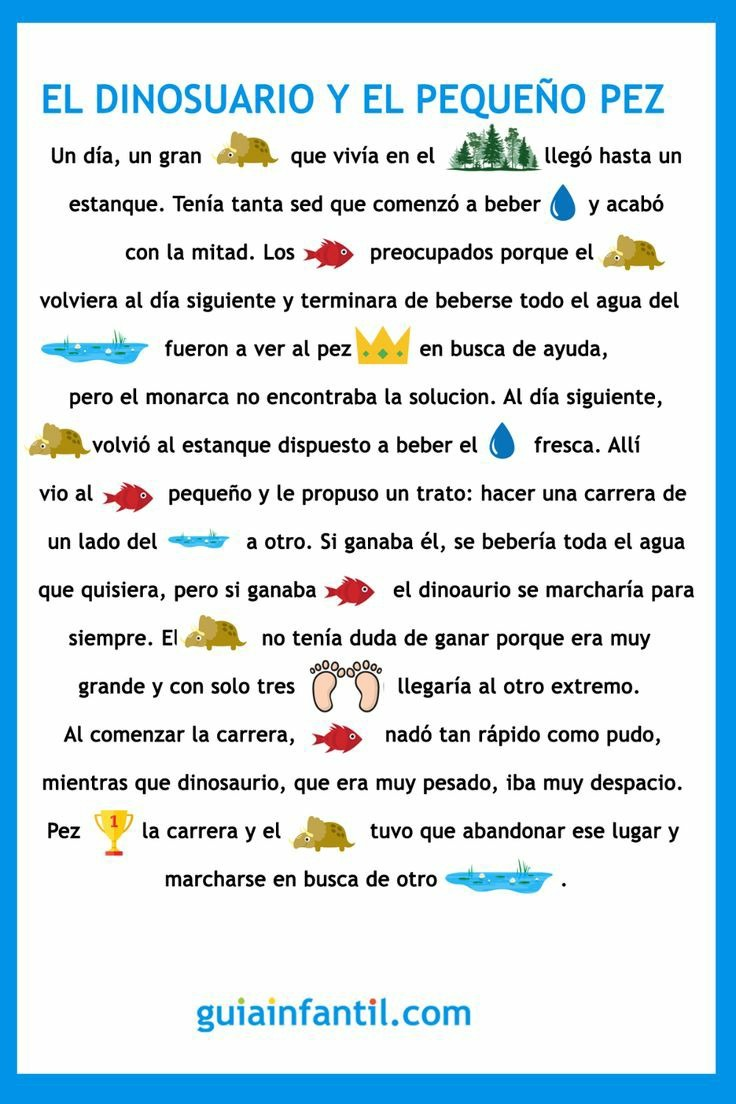 EL DINOSUARIO Y EL PEQUEÑO PEZ
Un día, un gran que vivía en el llegó hasta un
estanque. Tenía tanta sed que comenzó a beber y acabó
con la mitad. Los preocupados porque el
volviera al día siguiente y terminara de beberse todo el agua del
fueron a ver al pez en busca de ayuda,
pero el monarca no encontraba la solucion. Al día siguiente,
volvió al estanque dispuesto a beber el fresca. Allí
vio al pequeño y le propuso un trato: hacer una carrera de
un lado del a otro. Si ganaba él, se bebería toda el agua
que quisiera, pero si ganaba el dinoaurio se marcharía para
siempre. El no tenía duda de ganar porque era muy
grande y con solo tres llegaría al otro extremo.
Al comenzar la carrera, nadó tan rápido como pudo,
mientras que dinosaurio, que era muy pesado, iba muy despacio.
Pez 1 la carrera y el tuvo que abandonar ese lugar y
marcharse en busca de otro .
guiainfantil.com